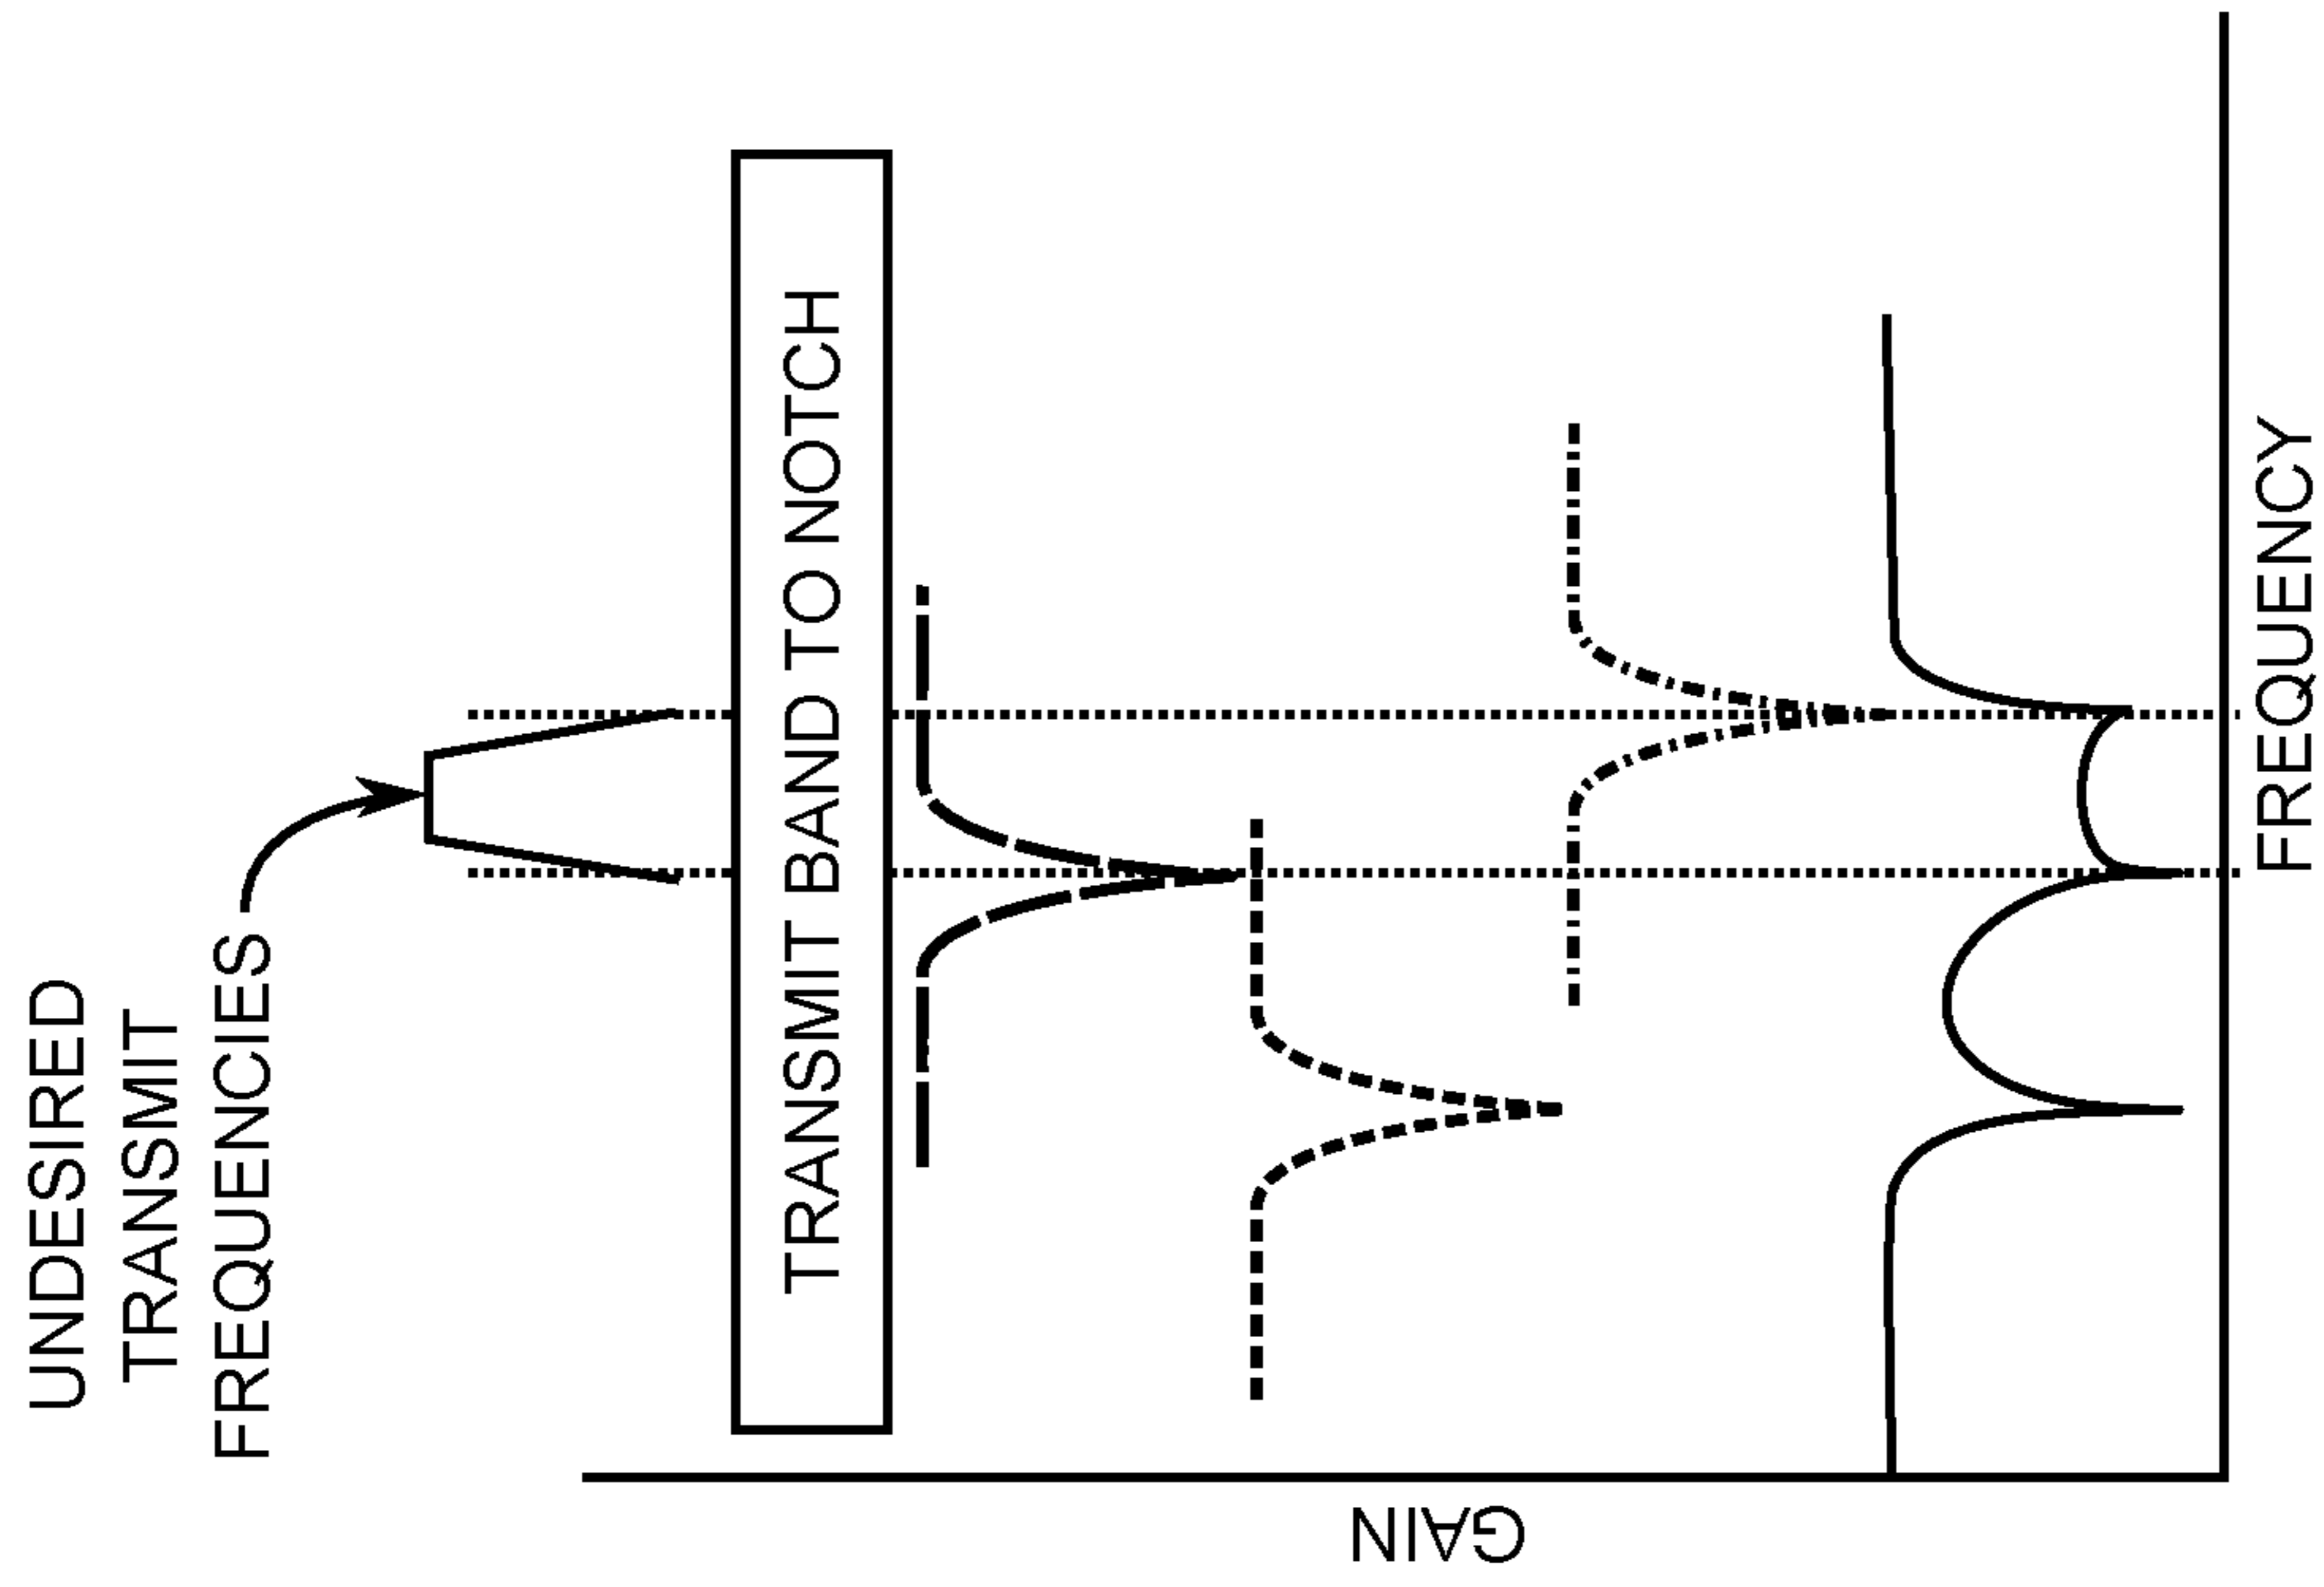 UNDESIRED
TRANSMIT
FREQUENCIES
TRANSMIT BAND TO NOTCH
GAIN
FREQUENCY